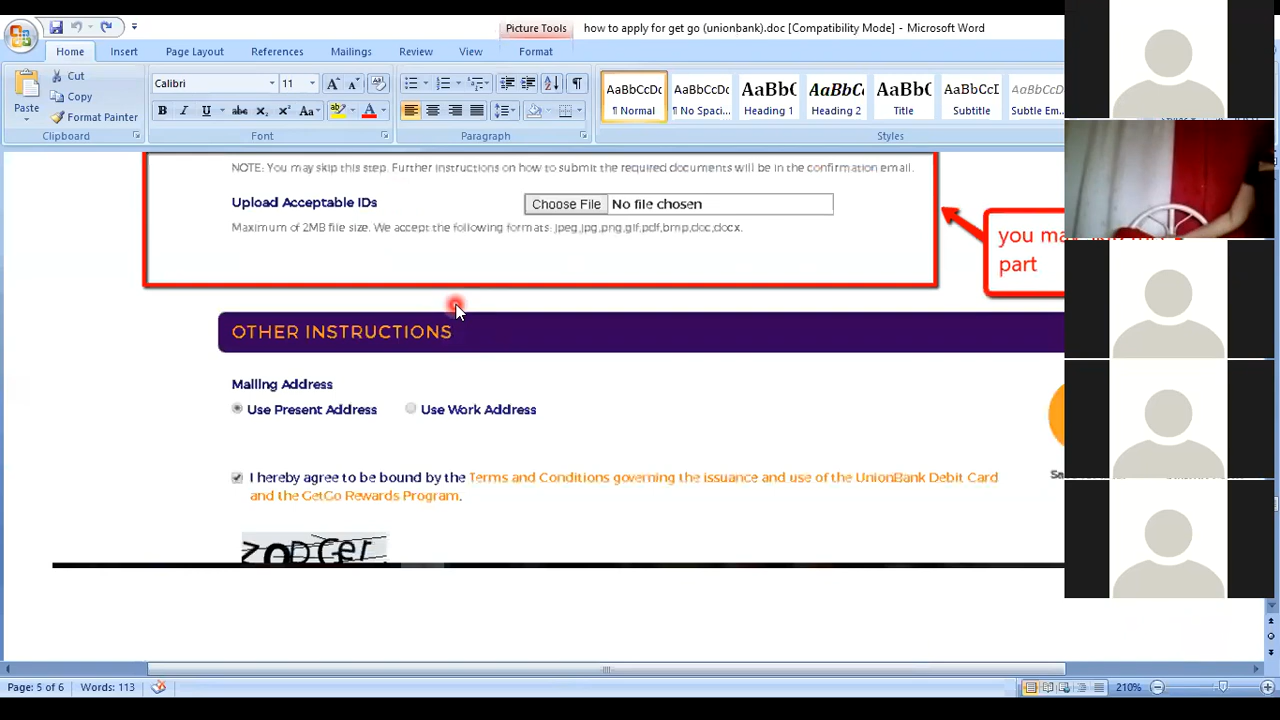 Picture Tools
how to apply for get go (unionbank).doc [Compatibility Mode] - Microsoft Word
Home Insert Page Layout References Mailings Review View Format
Paste
Cut
Copy
Format Painter
Clipboard
Calibri 11
Font
Paragraph
AaBbCcDc AaBbCcDc AaBbC AaBbCc AaBbC AaBbCcI AaBbCcDc
¶ Normal ¶ No Spaci... Heading 1 Heading 2 Title Subtitle Subtle Em...
Styles
NOTE: You may skip this step. Further instructions on how to submit the required documents will be in the confirmation email.
Upload Acceptable IDs Choose File No file chosen
Maximum of 2MB file size. We accept the following formats: jpeg,jpg,png,gif,pdf,bmp,doc,docx.
you may
part
OTHER INSTRUCTIONS
Mailing Address
Use Present Address Use Work Address
I hereby agree to be bound by the Terms and Conditions governing the issuance and use of the UnionBank Debit Card
and the GetGo Rewards Program.
Page: 5 of 6 Words: 113 210%